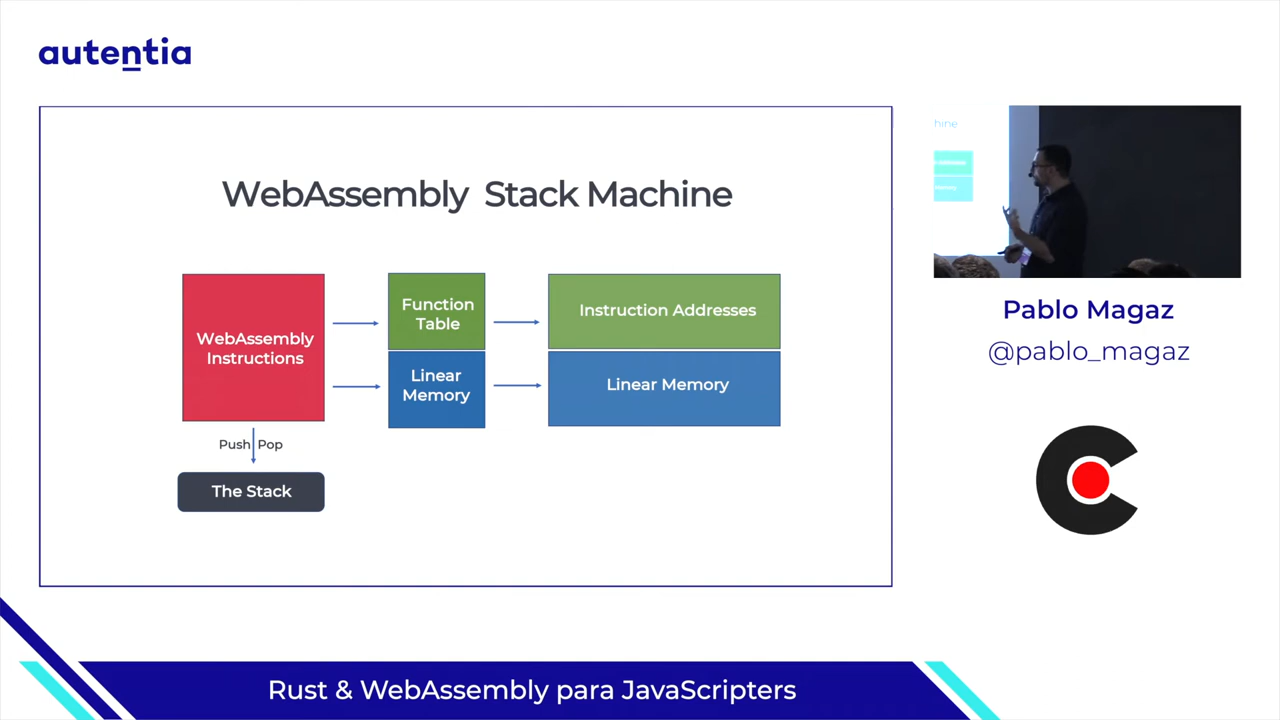 autentia
WebAssembly Stack Machine
WebAssembly
Instructions
Function
Table
Instruction Addresses
Linear
Memory
Linear Memory
Push Pop
The Stack
hine
Pablo Magaz
@pablo_magaz
Rust & WebAssembly para JavaScripters